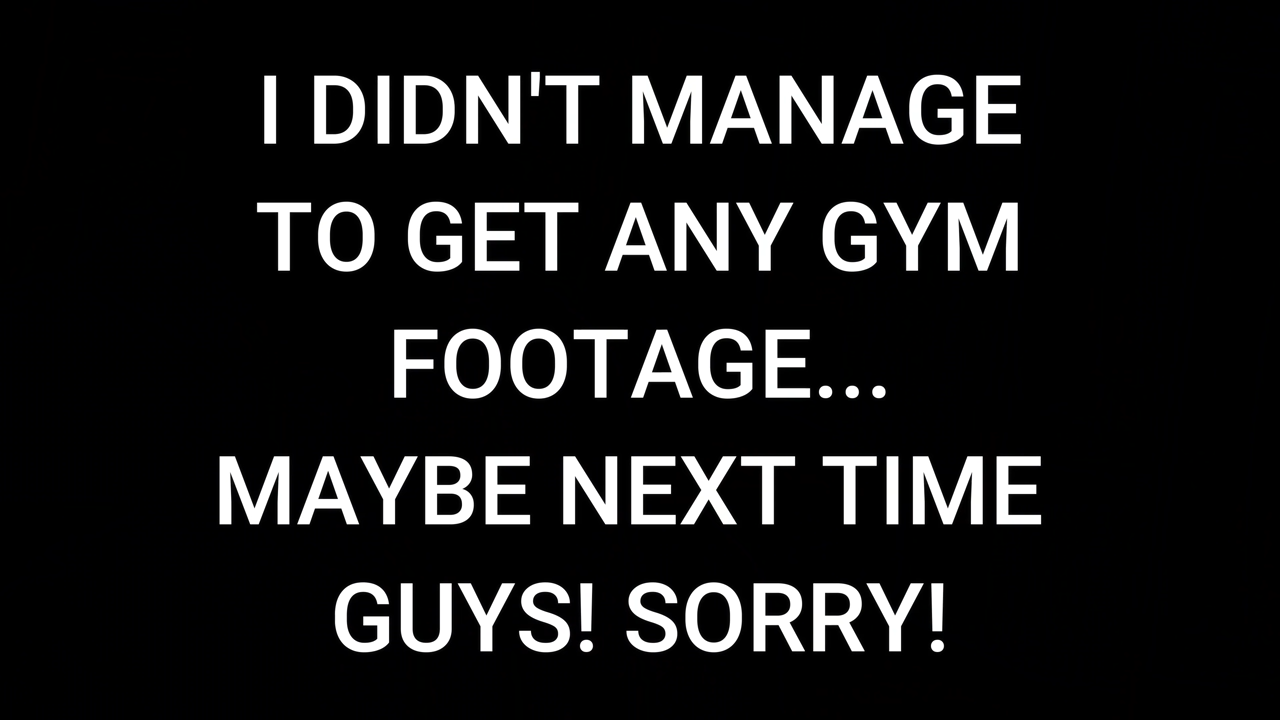 I DIDN'T MANAGE
TO GET ANY GYM
FOOTAGE...
MAYBE NEXT TIME
GUYS! SORRY!